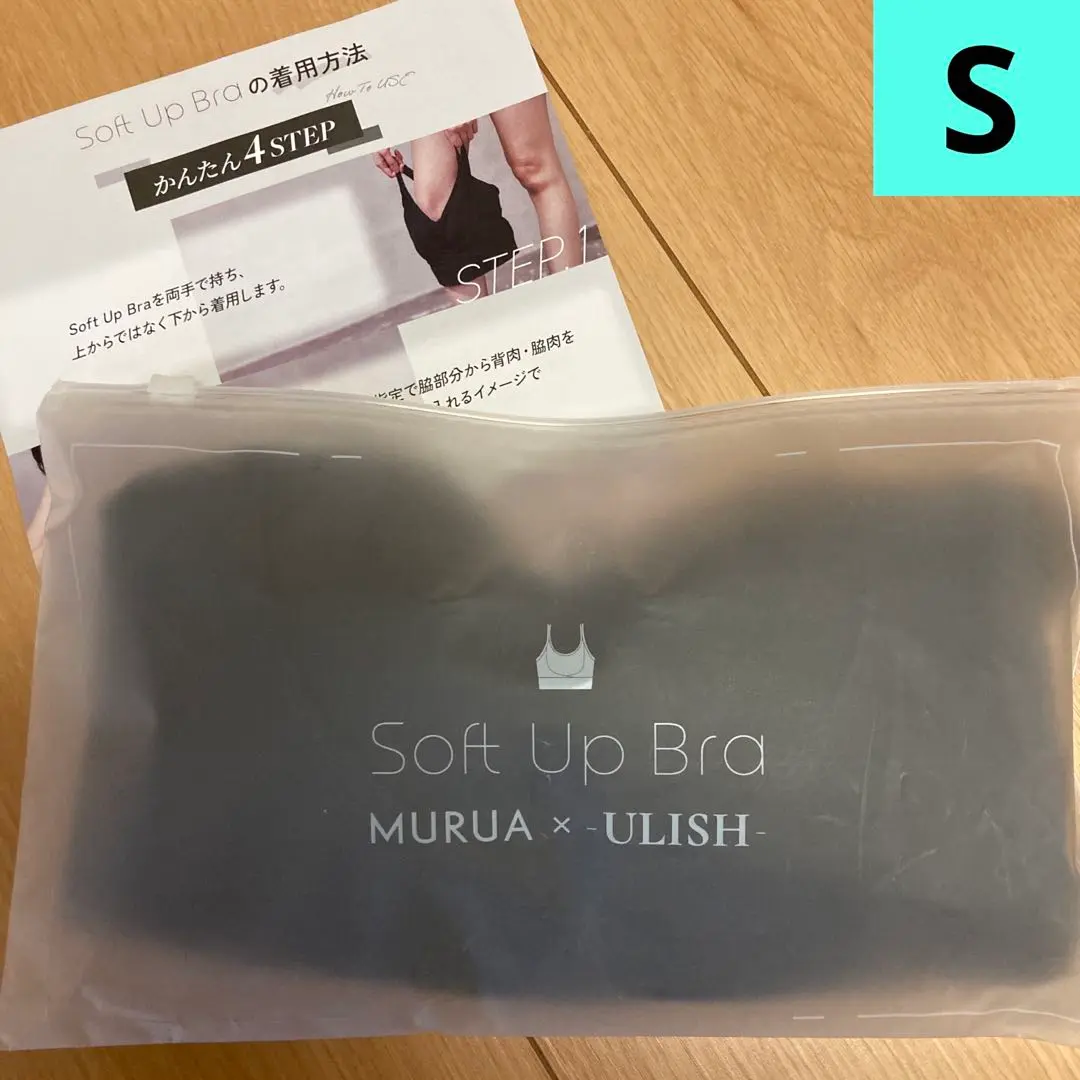 Soft Up Braの着用方法
How To USE
かんたん4STEP
S
STEP.1
Soft Up Braを両手で持ち、
上からではなく下から着用します。
で脇部分から背肉・脇肉を
入れるイメージで
Soft Up Bra
MURUA × -ULISH-